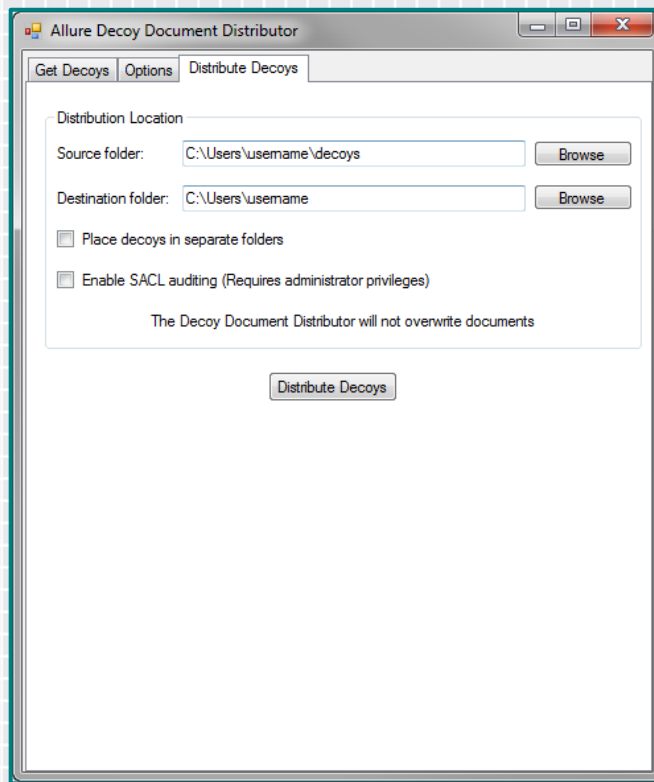 Allure Decoy Document Distributor
Get Decoys Options Distribute Decoys
Distribution Location
Source folder: C:\Users\username\decoys Browse
Destination folder: C:\Users\username Browse
Place decoys in separate folders
Enable SACL auditing (Requires administrator privileges)
The Decoy Document Distributor will not overwrite documents
Distribute Decoys